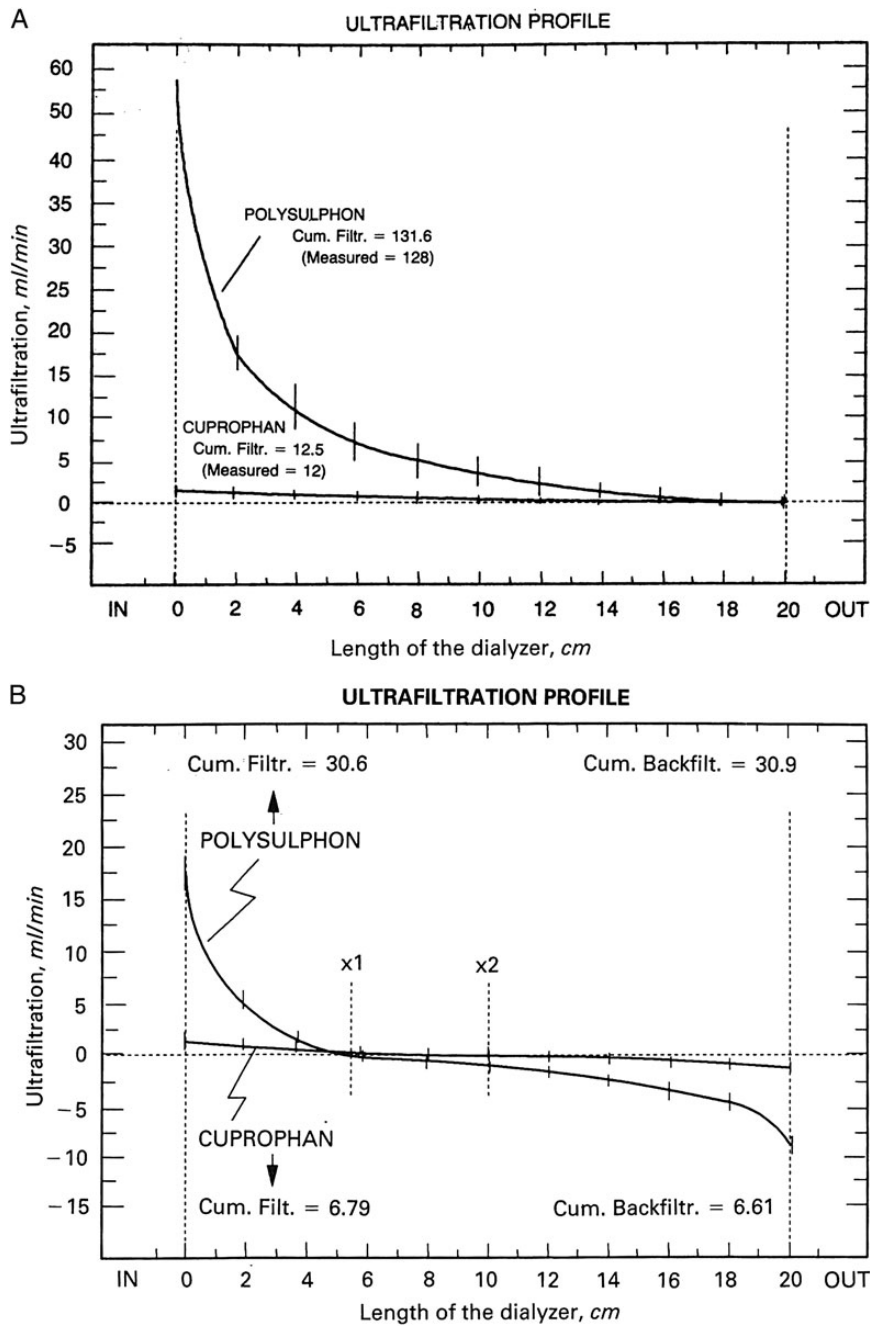 A
ULTRAFILTRATION PROFILE
60
50
40
35
30
25
20
15
10
5
0
−5
Ultrafiltration, ml/min
POLYSULPHON
Cum. Filtr. = 131.6
(Measured = 128)
CUPROPHAN
Cum. Filtr. = 12.5
(Measured = 12)
IN 0 2 4 6 8 10 12 14 16 18 20 OUT
Length of the dialyzer, cm
B
ULTRAFILTRATION PROFILE
30
25
20
15
10
5
0
−5
−10
−15
Ultrafiltration, ml/min
Cum. Filtr. = 30.6
Cum. Backfilt. = 30.9
POLYSULPHON
x1
x2
CUPROPHAN
Cum. Filt. = 6.79
Cum. Backfiltr. = 6.61
IN 0 2 4 6 8 10 12 14 16 18 20 OUT
Length of the dialyzer, cm